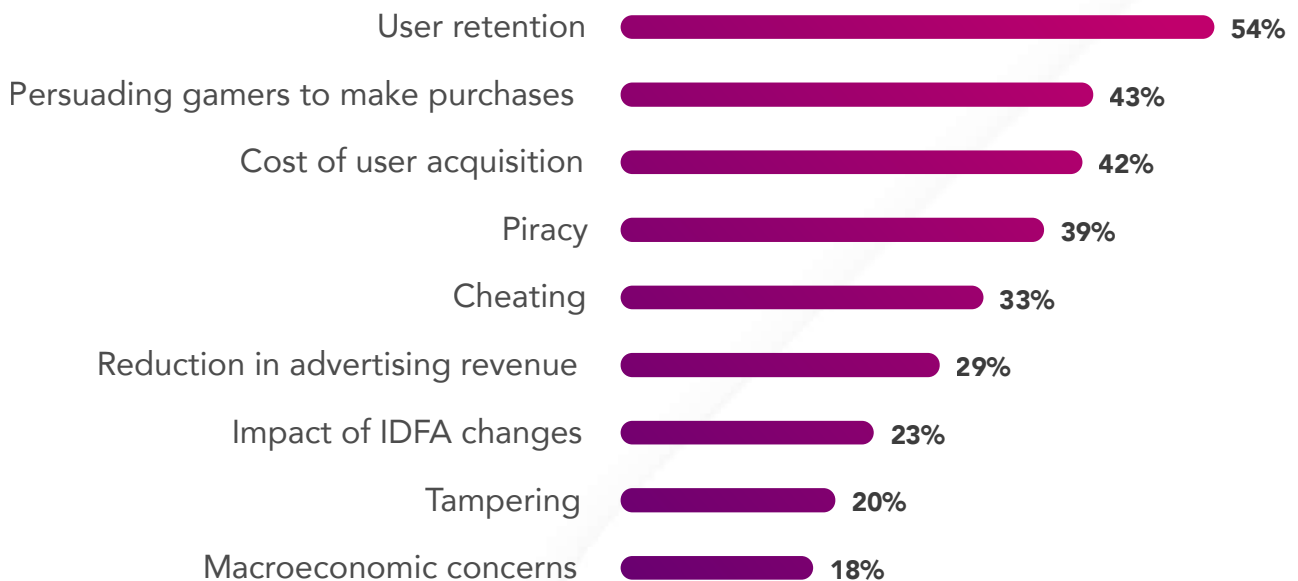 User retention 54%
Persuading gamers to make purchases 43%
Cost of user acquisition 42%
Piracy 39%
Cheating 33%
Reduction in advertising revenue 29%
Impact of IDFA changes 23%
Tampering 20%
Macroeconomic concerns 18%